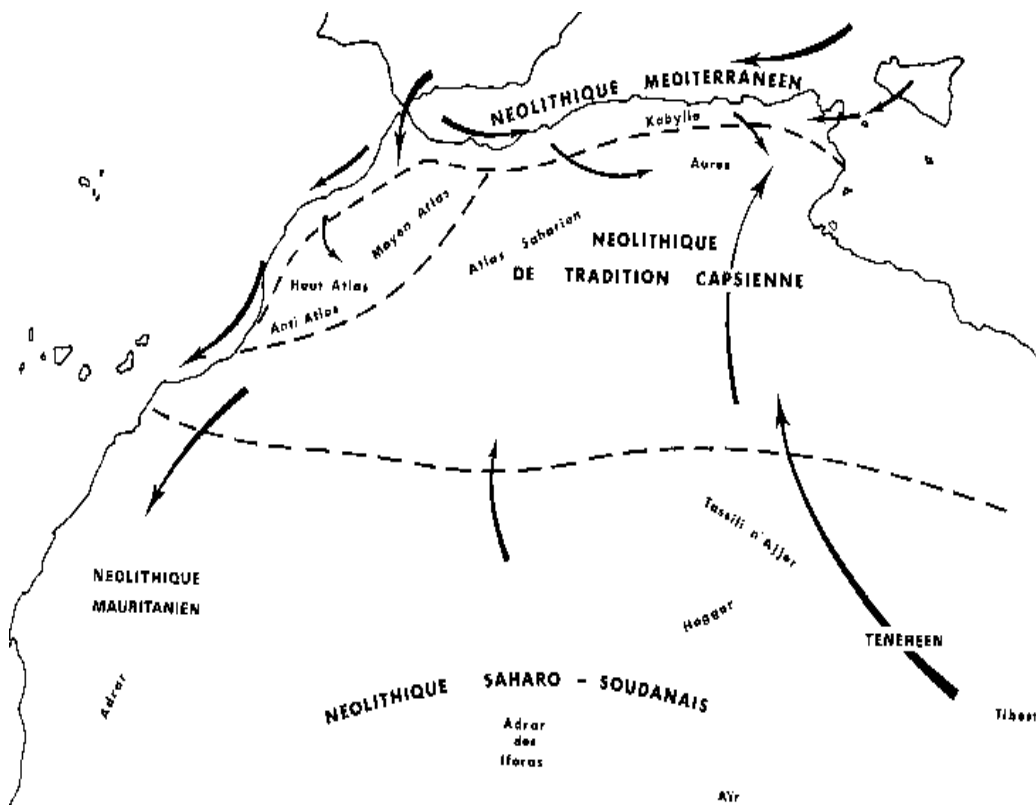 NEOLITHIQUE MEDITERRANEEN
Kabylie
Aures
Moyen Atlas
Atlas Saharien
NEOLITHIQUE
DE TRADITION CAPSIENNE
Haut Atlas
Anti Atlas
Tassili n'Ajjer
NEOLITHIQUE
MAURITANIEN
Hoggar
TENEREEN
Adrar
NEOLITHIQUE SAHARO - SOUDANAIS
Tibest
Adrar
des
Iforas
Aïr